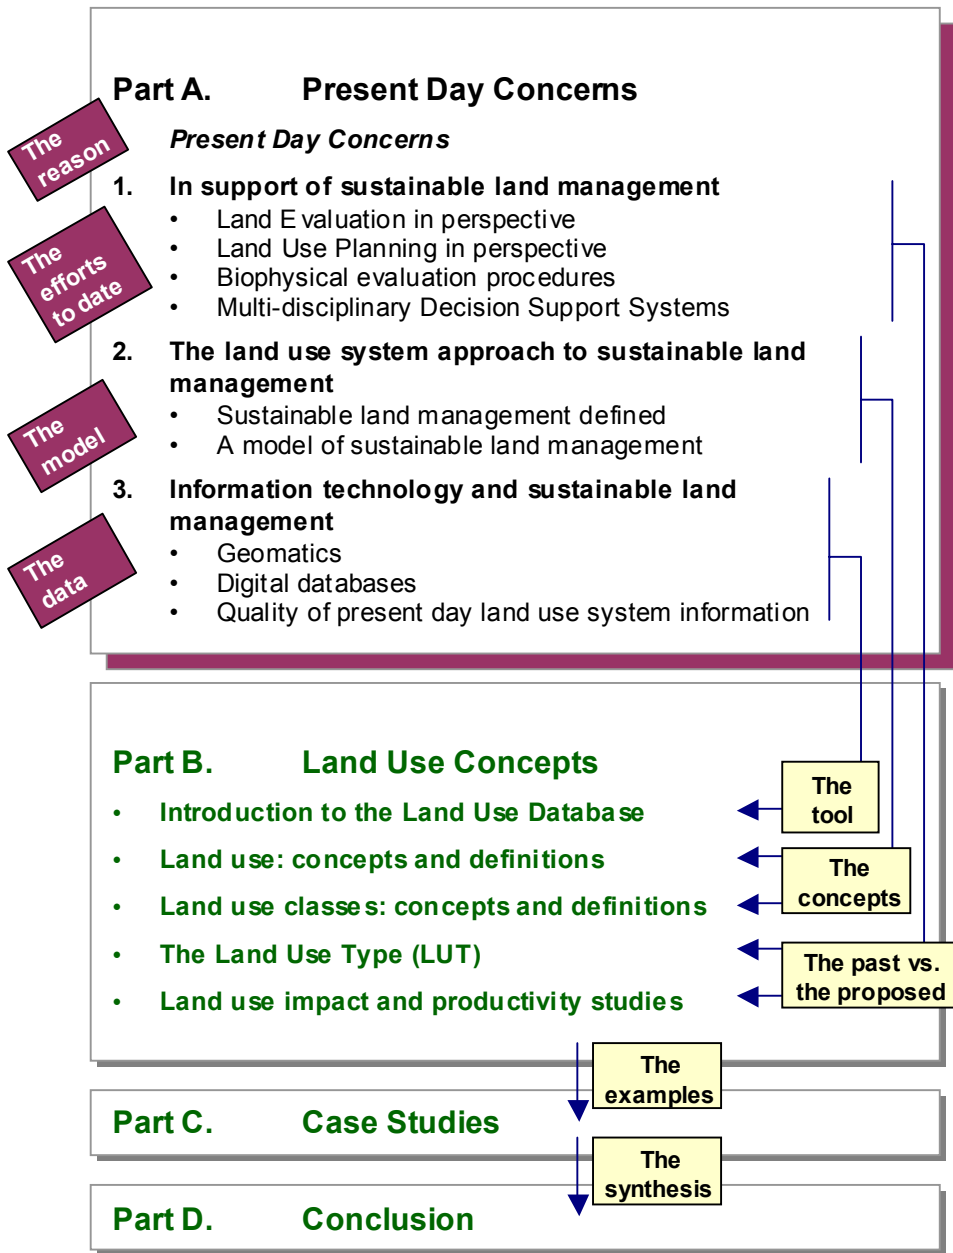 Part A. Present Day Concerns
The
reason
Present Day Concerns
1. In support of sustainable land management
• Land Evaluation in perspective
• Land Use Planning in perspective
• Biophysical evaluation procedures
• Multi-disciplinary Decision Support Systems
The
efforts
to date
2. The land use system approach to sustainable land
management
• Sustainable land management defined
• A model of sustainable land management
The
model
3. Information technology and sustainable land
management
• Geomatics
• Digital databases
• Quality of present day land use system information
The
data
Part B. Land Use Concepts
• Introduction to the Land Use Database
The
tool
• Land use: concepts and definitions
• Land use classes: concepts and definitions
The
concepts
• The Land Use Type (LUT)
• Land use impact and productivity studies
The past vs.
the proposed
The
examples
Part C. Case Studies
The
synthesis
Part D. Conclusion